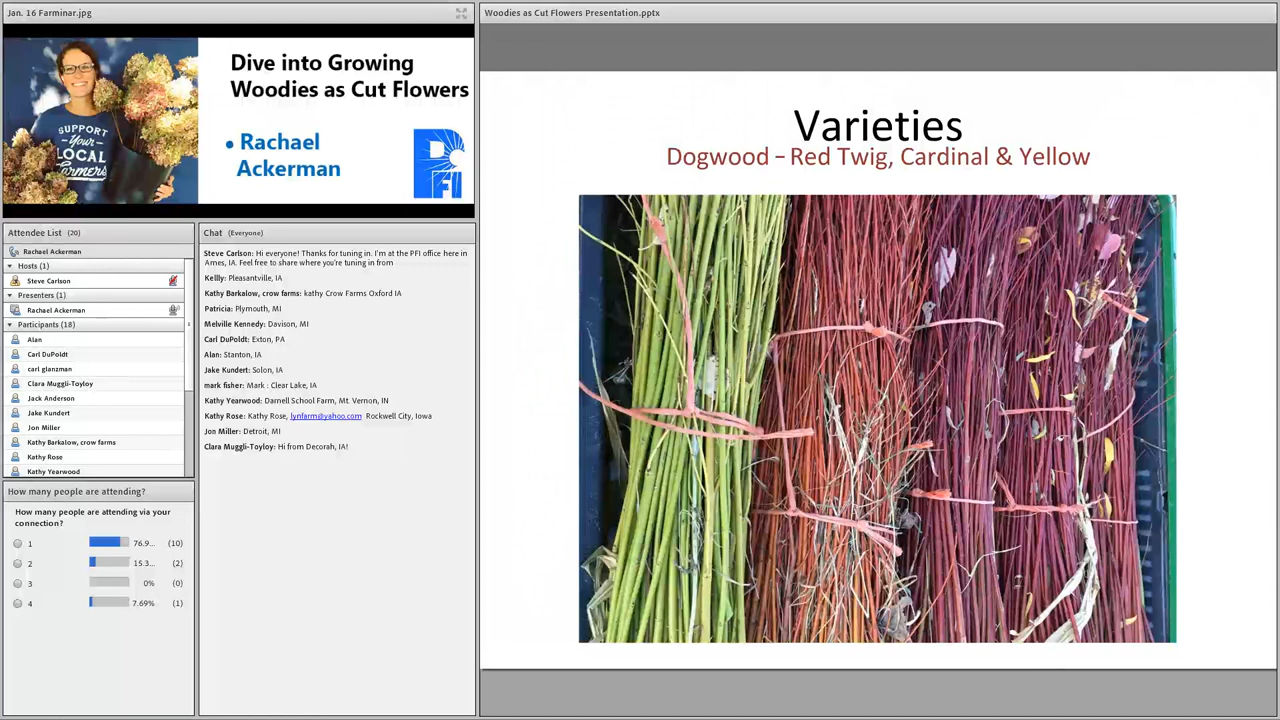 Jan. 16 Farminar.jpg
Dive into Growing
Woodies as Cut Flowers
• Rachael
Ackerman
SUPPORT
Your
LOCAL
Farmers
PFI
Attendee List (20)
Rachael Ackerman
Hosts (1)
Steve Carlson
Presenters (1)
Rachael Ackerman
Participants (18)
Alan
Carl DuPoldt
carl glanzman
Clara Muggli-Toyloy
Jack Anderson
Jake Kundert
Jon Miller
Kathy Barkalow, crow farms
Kathy Rose
Kathy Yearwood
How many people are attending?
How many people are attending via your
connection?
1 76.9... (10)
2 15.3... (2)
3 0% (0)
4 7.69% (1)
Chat (Everyone)
Steve Carlson: Hi everyone! Thanks for tuning in. I'm at the PFI office here in
Ames, IA. Feel free to share where you're tuning in from
Kellly: Pleasantville, IA
Kathy Barkalow, crow farms: kathy Crow Farms Oxford IA
Patricia: Plymouth, MI
Melville Kennedy: Davison, MI
Carl DuPoldt: Exton, PA
Alan: Stanton, IA
Jake Kundert: Solon, IA
mark fisher: Mark : Clear Lake, IA
Kathy Yearwood: Darnell School Farm, Mt. Vernon, IN
Kathy Rose: Kathy Rose, lynfarm@yahoo.com Rockwell City, Iowa
Jon Miller: Detroit, MI
Clara Muggli-Toyloy: Hi from Decorah, IA!
Woodies as Cut Flowers Presentation.pptx
Varieties
Dogwood – Red Twig, Cardinal & Yellow